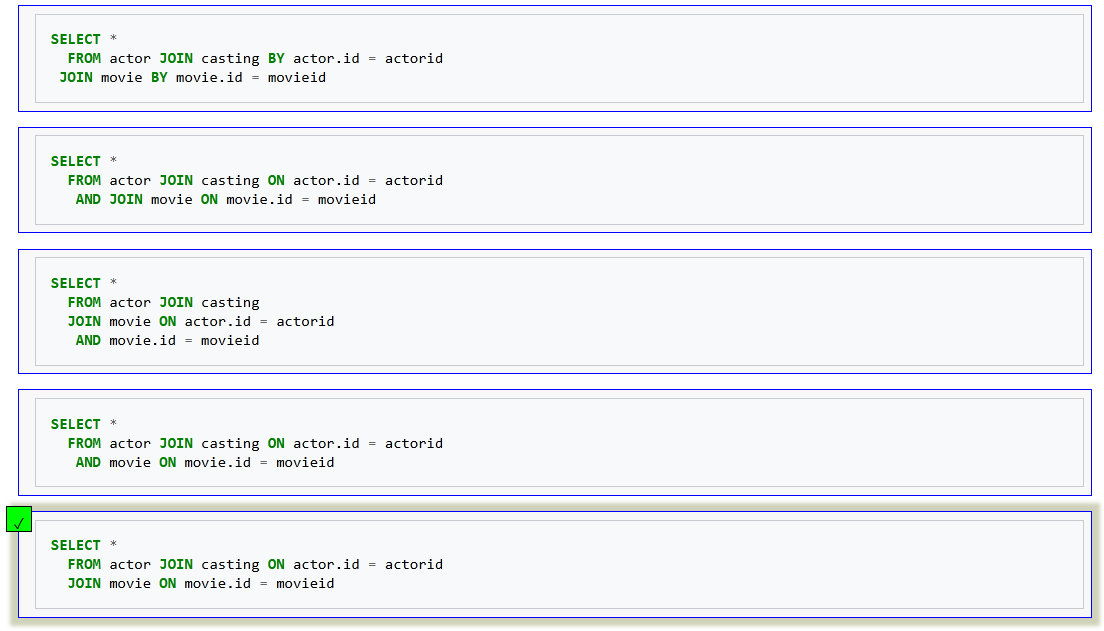 SELECT *
FROM actor JOIN casting BY actor.id = actorid
JOIN movie BY movie.id = movieid
SELECT *
FROM actor JOIN casting ON actor.id = actorid
AND JOIN movie ON movie.id = movieid
SELECT *
FROM actor JOIN casting
JOIN movie ON actor.id = actorid
AND movie.id = movieid
SELECT *
FROM actor JOIN casting ON actor.id = actorid
AND movie ON movie.id = movieid
✓
SELECT *
FROM actor JOIN casting ON actor.id = actorid
JOIN movie ON movie.id = movieid